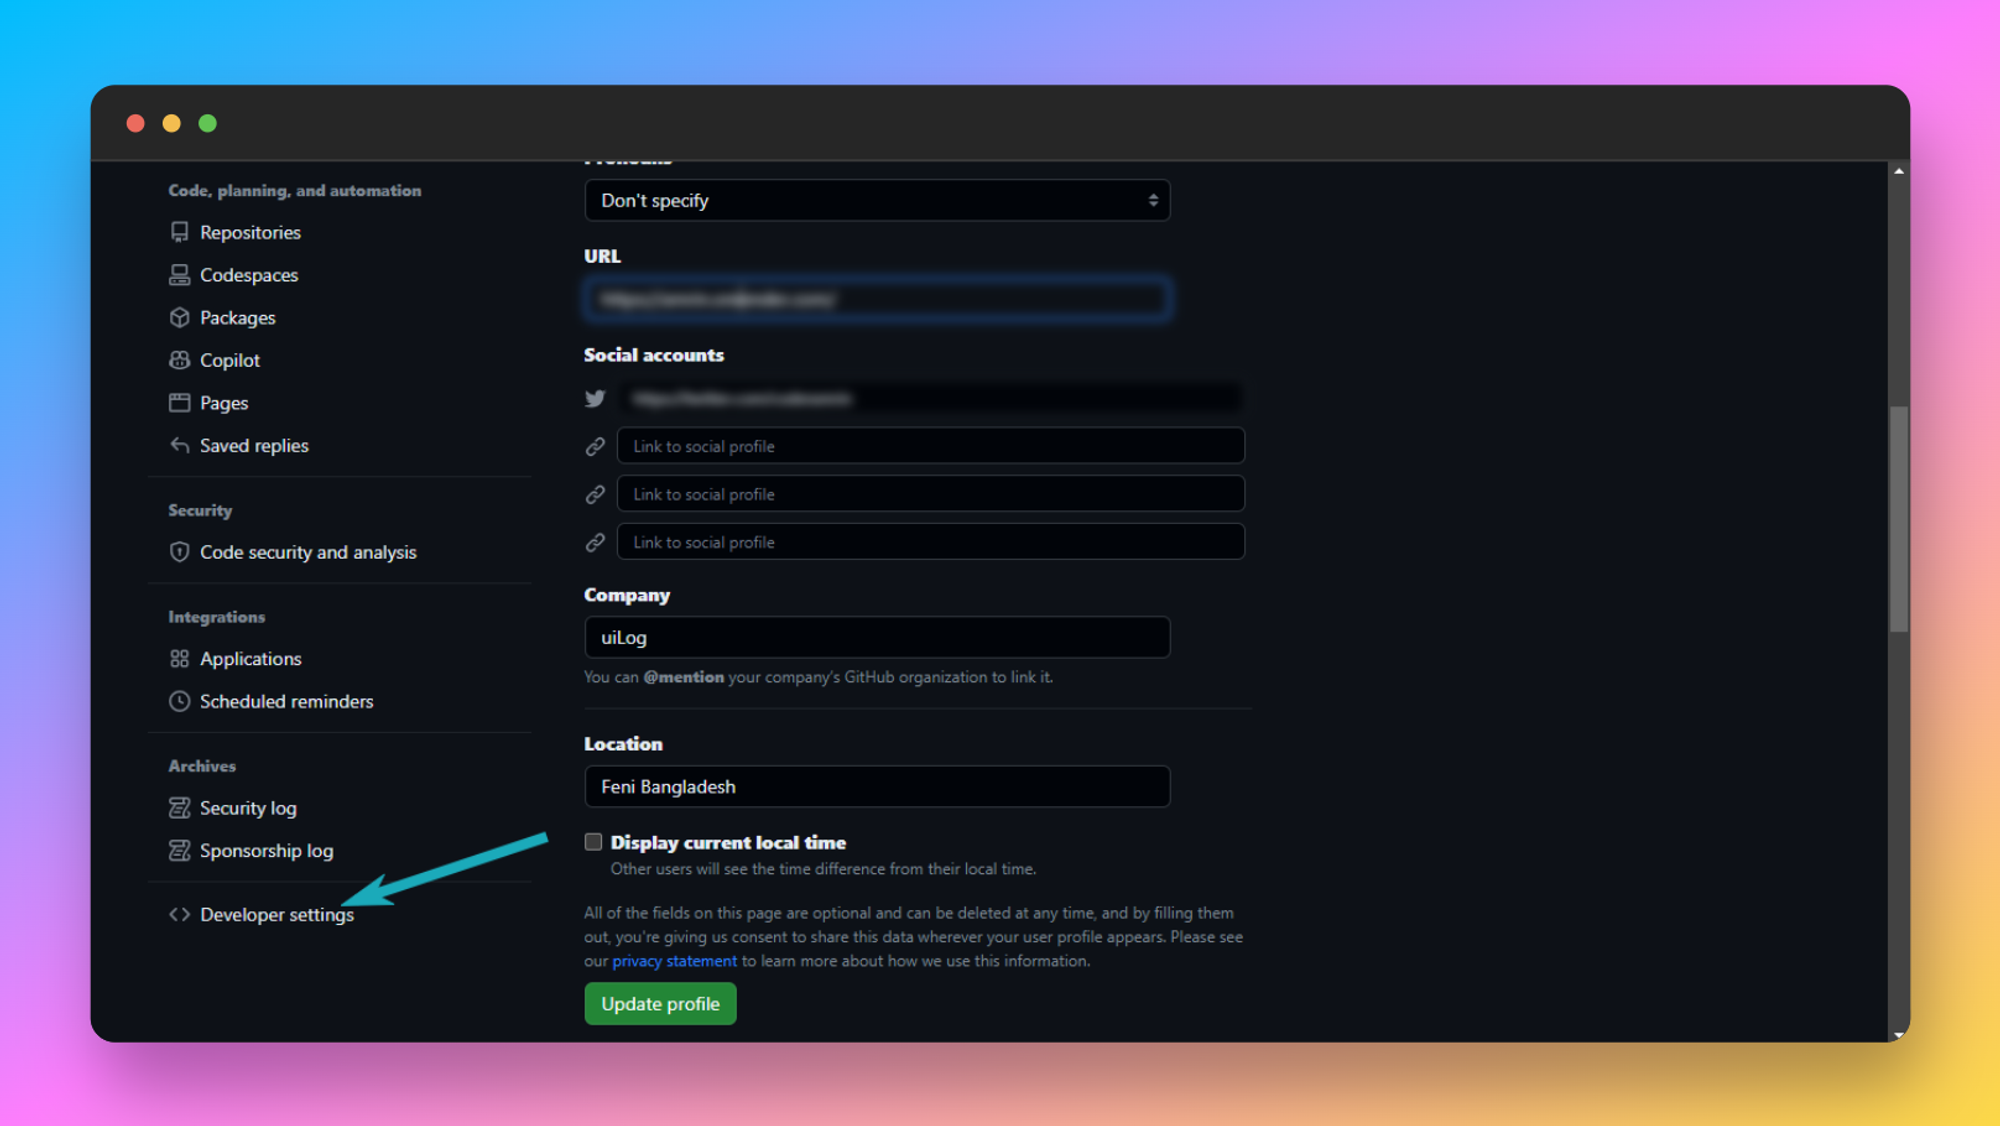 Code, planning, and automation
Repositories
Codespaces
Packages
Copilot
Pages
Saved replies
Security
Code security and analysis
Integrations
Applications
Scheduled reminders
Archives
Security log
Sponsorship log
Developer settings
Pronouns
Don't specify
URL
Social accounts
Link to social profile
Link to social profile
Link to social profile
Company
uiLog
You can @mention your company's GitHub organization to link it.
Location
Feni Bangladesh
Display current local time
Other users will see the time difference from their local time.
All of the fields on this page are optional and can be deleted at any time, and by filling them
out, you're giving us consent to share this data wherever your user profile appears. Please see
our privacy statement to learn more about how we use this information.
Update profile